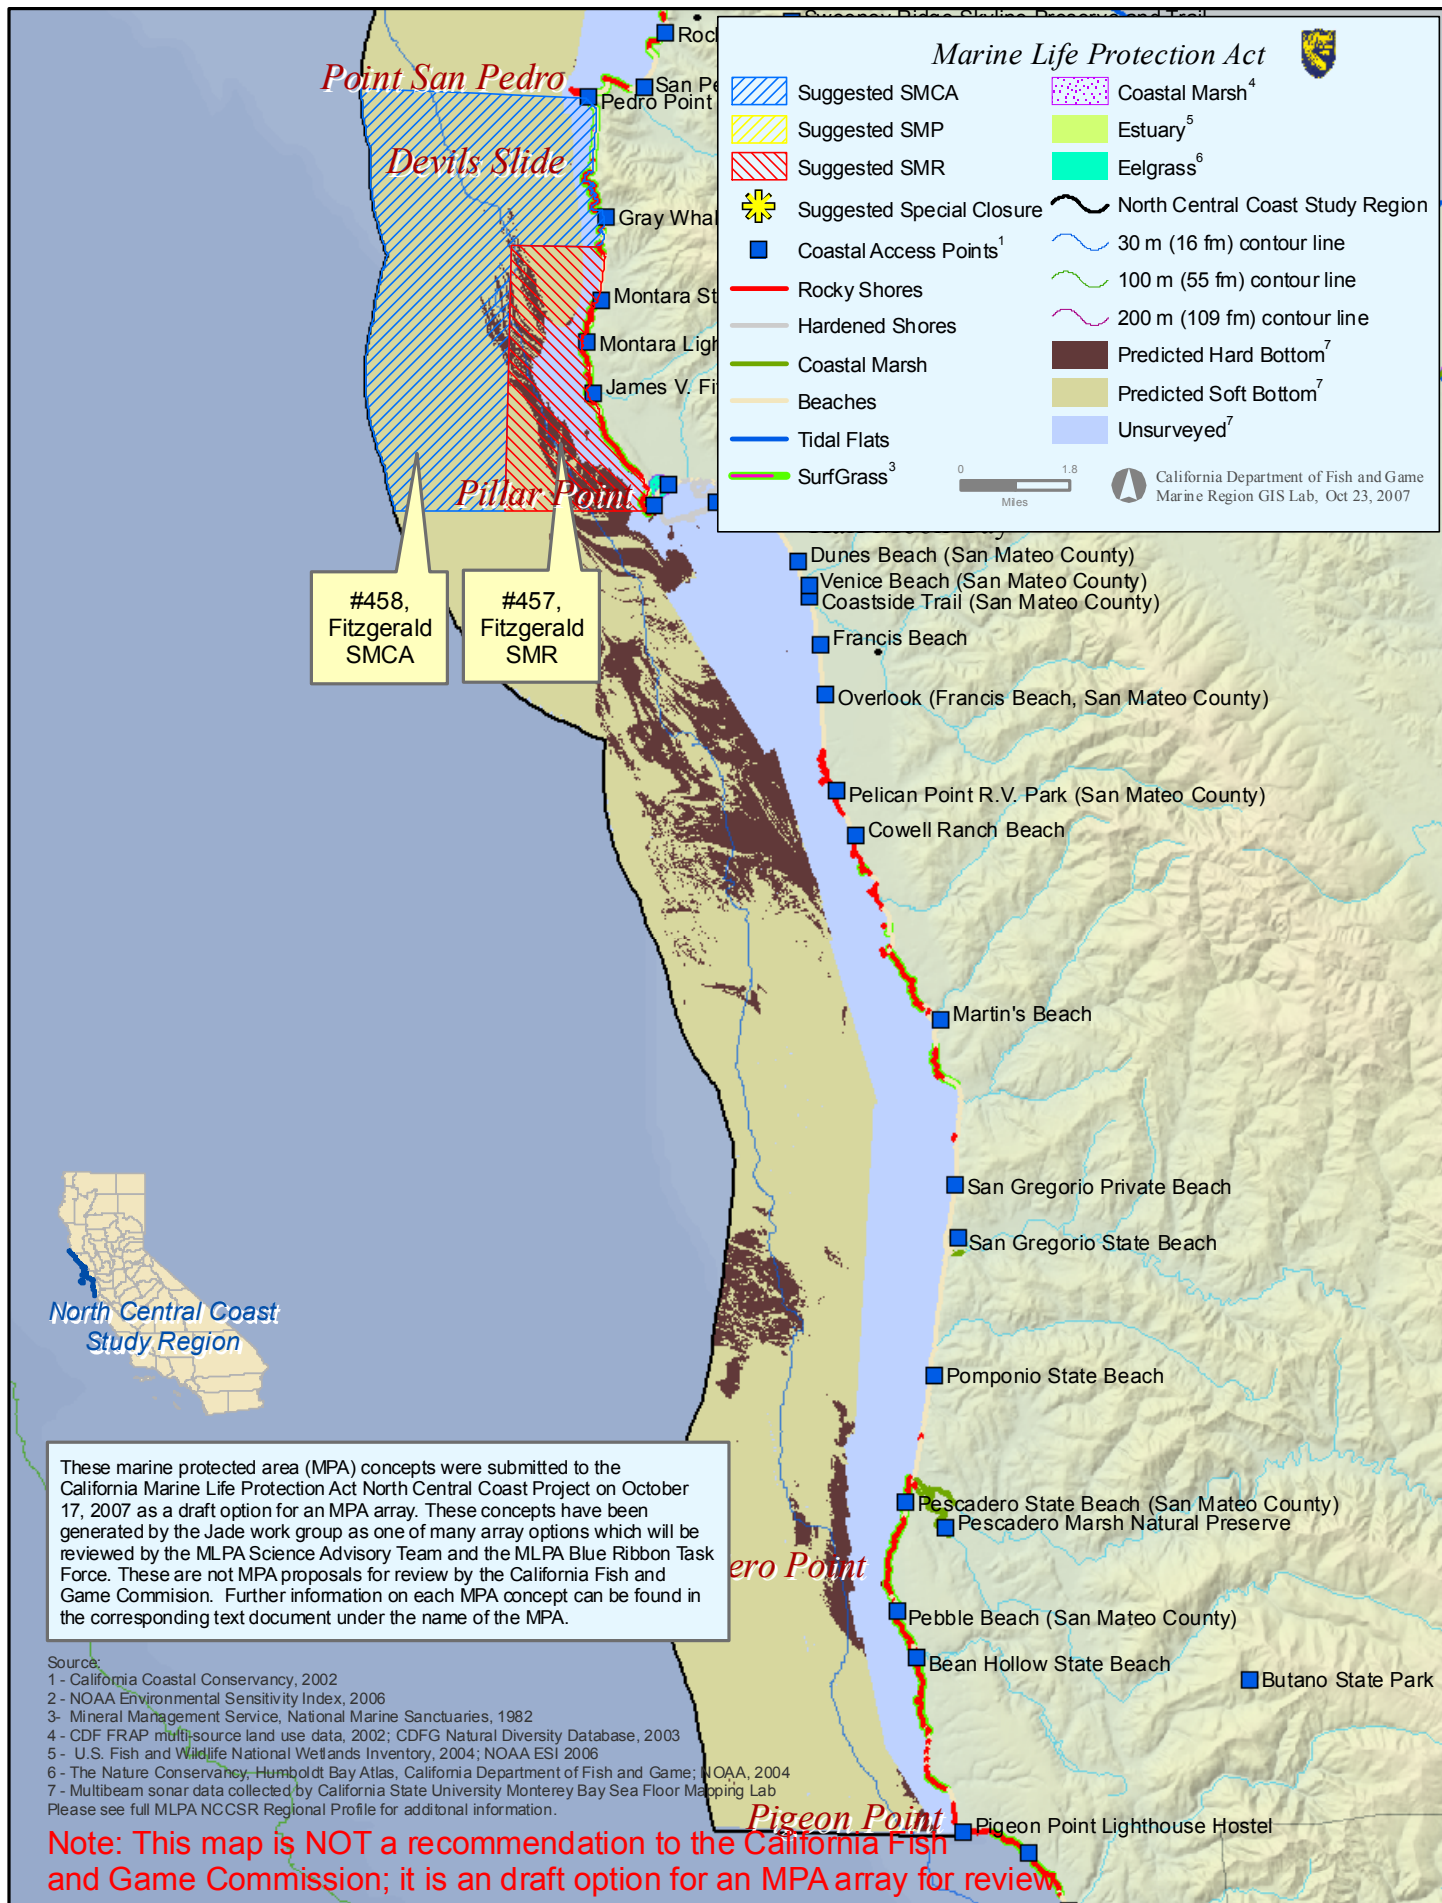 Sweeney Ridge Skyline Preserve and Trail
Roc
Point San Pedro
San Pe
Pedro Point
Devils Slide
Gray Whal
Montara St
Montara Ligh
James V. Fi
Pillar Point
Marine Life Protection Act
Suggested SMCA
Suggested SMP
Suggested SMR
Suggested Special Closure
Coastal Access Points1
Rocky Shores
Hardened Shores
Coastal Marsh
Beaches
Tidal Flats
SurfGrass3
Coastal Marsh4
Estuary5
Eelgrass6
North Central Coast Study Region
30 m (16 fm) contour line
100 m (55 fm) contour line
200 m (109 fm) contour line
Predicted Hard Bottom7
Predicted Soft Bottom7
Unsurveyed7
0 1.8
Miles
California Department of Fish and Game
Marine Region GIS Lab, Oct 23, 2007
#458,
Fitzgerald
SMCA
#457,
Fitzgerald
SMR
Dunes Beach (San Mateo County)
Venice Beach (San Mateo County)
Coastside Trail (San Mateo County)
Francis Beach
Overlook (Francis Beach, San Mateo County)
Pelican Point R.V. Park (San Mateo County)
Cowell Ranch Beach
Martin's Beach
San Gregorio Private Beach
San Gregorio State Beach
North Central Coast
Study Region
Pomponio State Beach
These marine protected area (MPA) concepts were submitted to the
California Marine Life Protection Act North Central Coast Project on October
17, 2007 as a draft option for an MPA array. These concepts have been
generated by the Jade work group as one of many array options which will be
reviewed by the MLPA Science Advisory Team and the MLPA Blue Ribbon Task
Force. These are not MPA proposals for review by the California Fish and
Game Commision. Further information on each MPA concept can be found in
the corresponding text document under the name of the MPA.
Pescadero State Beach (San Mateo County)
Pescadero Marsh Natural Preserve
ero Point
Pebble Beach (San Mateo County)
Bean Hollow State Beach
Butano State Park
Source:
1 - California Coastal Conservancy, 2002
2 - NOAA Environmental Sensitivity Index, 2006
3- Mineral Management Service, National Marine Sanctuaries, 1982
4 - CDF FRAP multi-source land use data, 2002; CDFG Natural Diversity Database, 2003
5 - U.S. Fish and Wildlife National Wetlands Inventory, 2004; NOAA ESI 2006
6 - The Nature Conservancy, Humboldt Bay Atlas, California Department of Fish and Game; NOAA, 2004
7 - Multibeam sonar data collected by California State University Monterey Bay Sea Floor Mapping Lab
Please see full MLPA NCCSR Regional Profile for additonal information.
Pigeon Point
Pigeon Point Lighthouse Hostel
Note: This map is NOT a recommendation to the California Fish
and Game Commission; it is an draft option for an MPA array for review